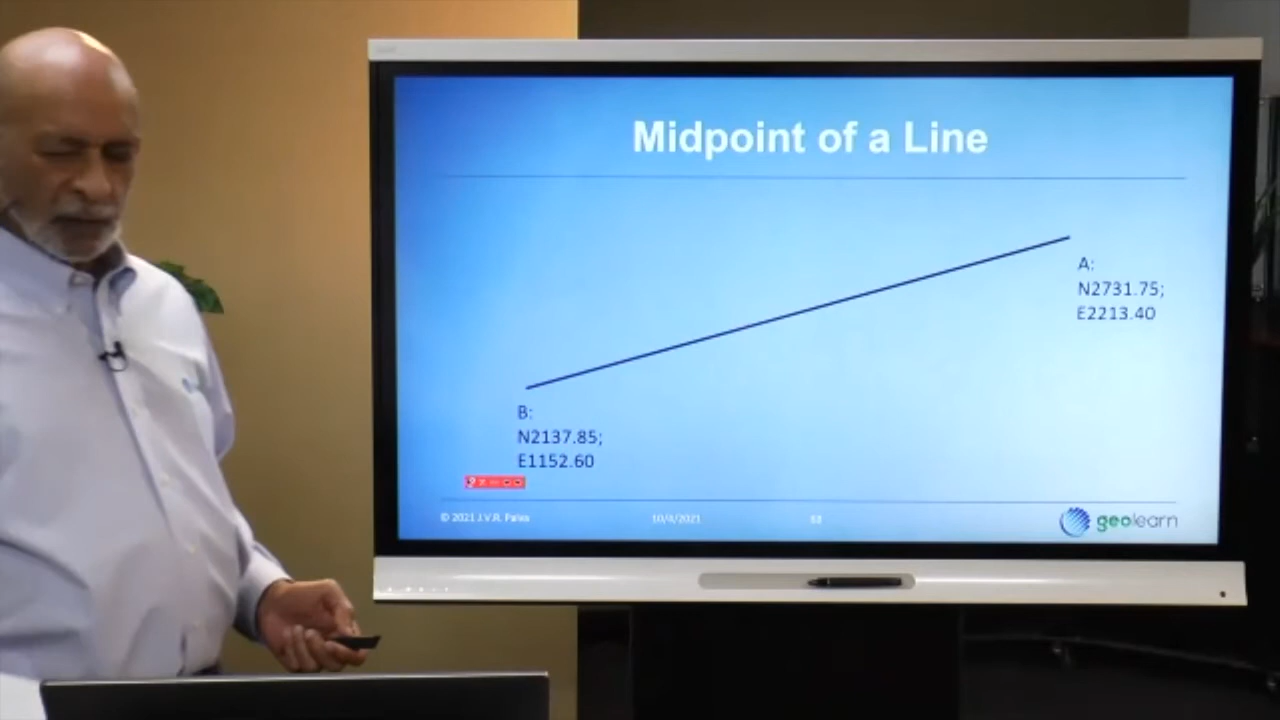 Midpoint of a Line
A:
N2731.75;
E2213.40
B:
N2137.85;
E1152.60
© 2021 J.V.R. Paiva
10/4/2021
geolearn